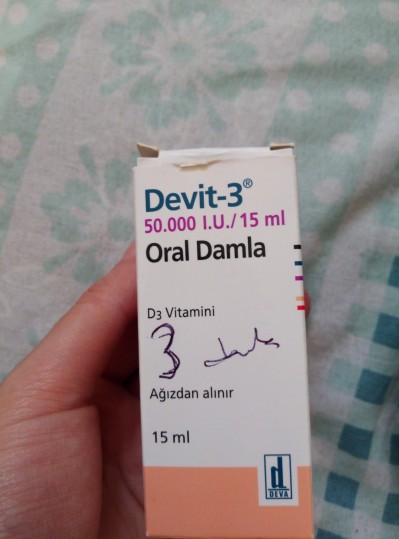 Devit-3®
50.000 I.U./15 ml
Oral Damla
D3 Vitamini
3
Ağızdan alınır
15 ml
d
DEVA